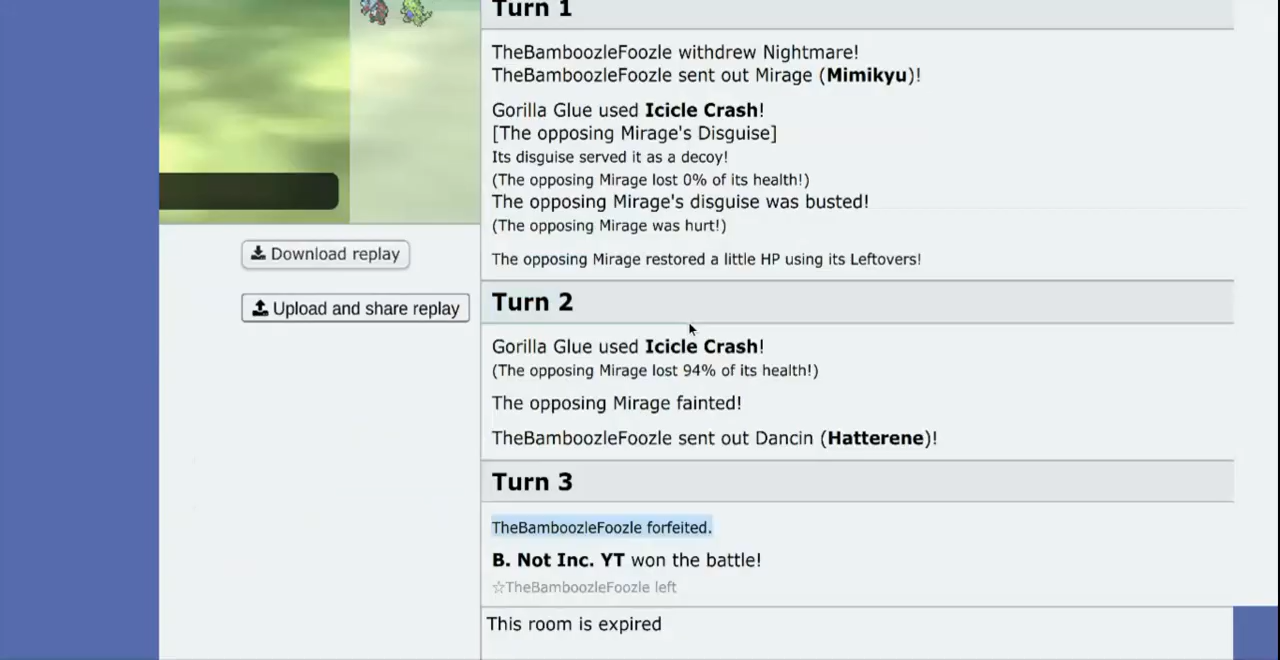 Turn 1
TheBamboozleFoozle withdrew Nightmare!
TheBamboozleFoozle sent out Mirage (Mimikyu)!
Gorilla Glue used Icicle Crash!
[The opposing Mirage's Disguise]
Its disguise served it as a decoy!
(The opposing Mirage lost 0% of its health!)
The opposing Mirage's disguise was busted!
(The opposing Mirage was hurt!)
The opposing Mirage restored a little HP using its Leftovers!
Download replay
Upload and share replay
Turn 2
Gorilla Glue used Icicle Crash!
(The opposing Mirage lost 94% of its health!)
The opposing Mirage fainted!
TheBamboozleFoozle sent out Dancin (Hatterene)!
Turn 3
TheBamboozleFoozle forfeited.
B. Not Inc. YT won the battle!
☆TheBamboozleFoozle left
This room is expired